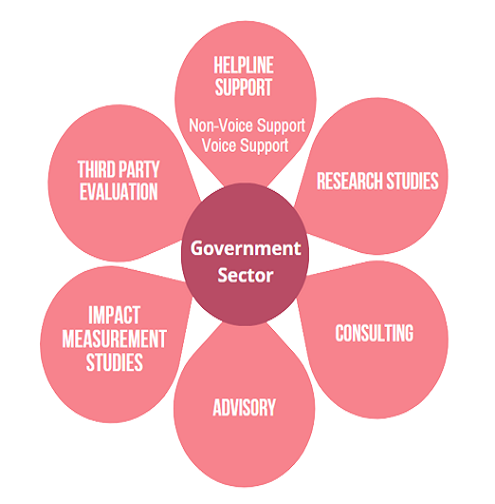 HELPLINE
SUPPORT
Non-Voice Support
Voice Support
RESEARCH STUDIES
CONSULTING
ADVISORY
IMPACT
MEASUREMENT
STUDIES
THIRD PARTY
EVALUATION
Government
Sector